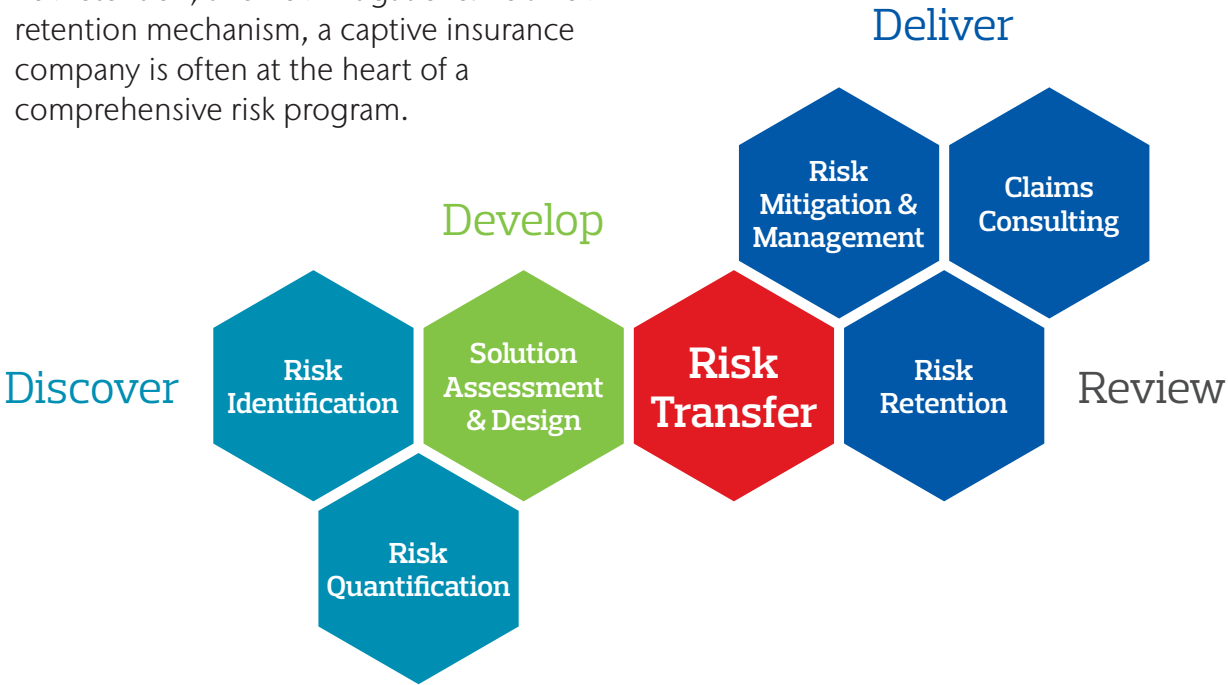 retention mechanism, a captive insurance
company is often at the heart of a
comprehensive risk program.
Deliver
Risk
Mitigation &
Management
Claims
Consulting
Develop
Discover
Risk
Identification
Solution
Assessment
& Design
Risk
Transfer
Risk
Retention
Review
Risk
Quantification